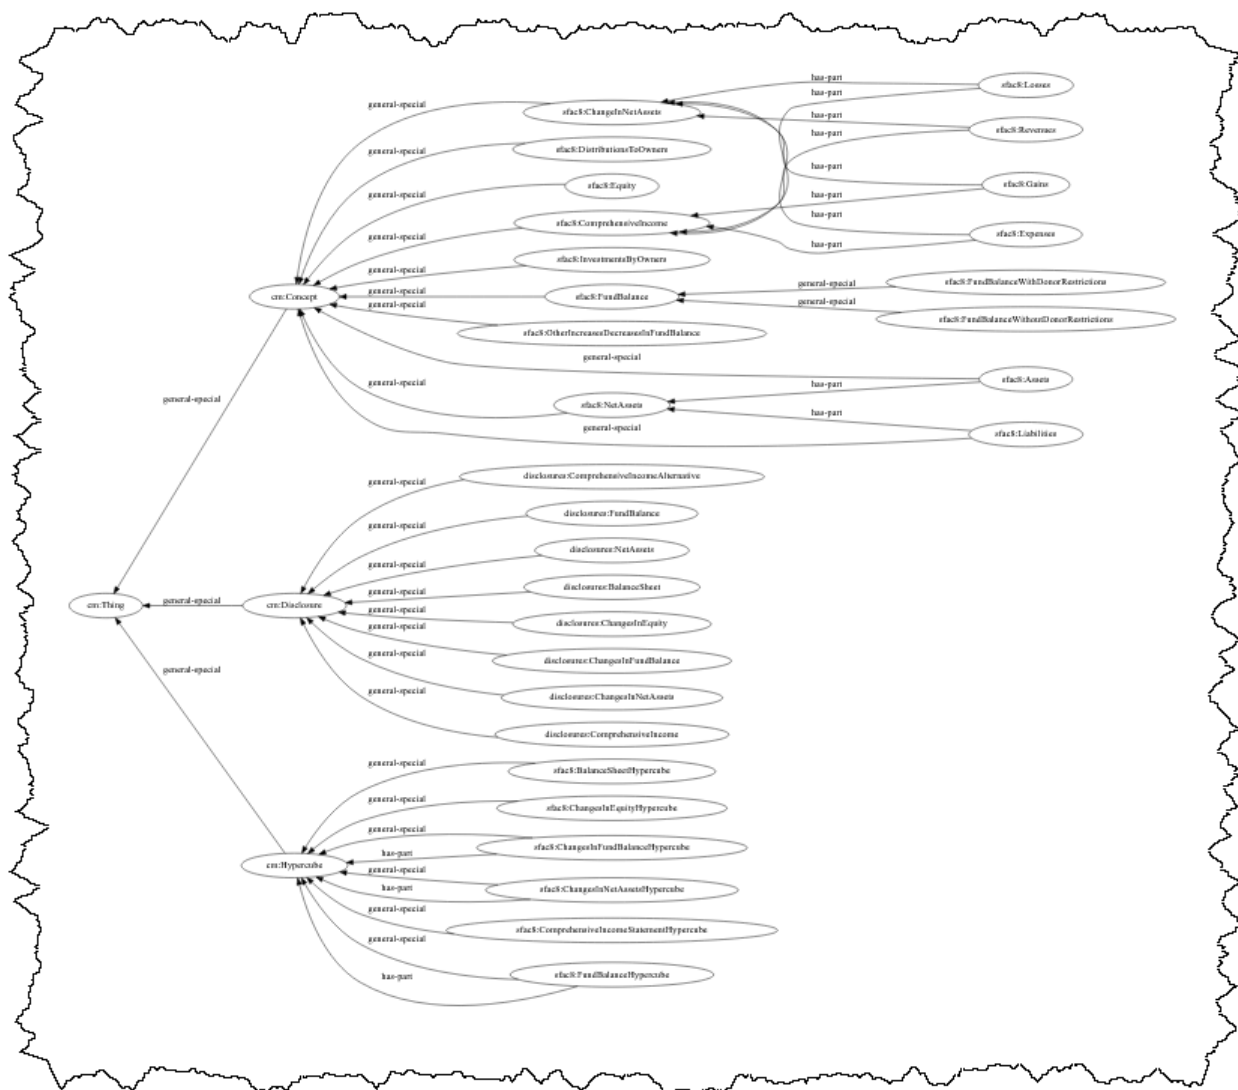 has-part
sfac8:Losses
general-special
sfac8:ChangeInNetAssets
has-part
has-part
sfac8:Revenues
has-part
general-special
sfac8:DistributionsToOwners
has-part
sfac8:Gains
general-special
sfac8:Equity
has-part
has-part
general-special
sfac8:ComprehensiveIncome
sfac8:Expenses
has-part
general-special
sfac8:InvestmentsByOwners
general-special
sfac8:FundBalanceWithDonorRestrictions
cm:Concept
general-special
sfac8:FundBalance
general-special
general-special
sfac8:OtherIncreasesDecreasesInFundBalance
sfac8:FundBalanceWithoutDonorRestrictions
general-special
general-special
sfac8:Assets
has-part
general-special
sfac8:NetAssets
has-part
general-special
sfac8:Liabilities
general-special
disclosures:ComprehensiveIncomeAlternative
general-special
disclosures:FundBalance
general-special
disclosures:NetAssets
general-special
disclosures:BalanceSheet
cm:Thing
general-special
cm:Disclosure
general-special
disclosures:ChangesInEquity
general-special
disclosures:ChangesInFundBalance
general-special
general-special
disclosures:ChangesInNetAssets
general-special
disclosures:ComprehensiveIncome
general-special
sfac8:BalanceSheetHypercube
general-special
sfac8:ChangesInEquityHypercube
general-special
sfac8:ChangesInFundBalanceHypercube
has-part
cm:Hypercube
general-special
has-part
sfac8:ChangesInNetAssetsHypercube
general-special
sfac8:ComprehensiveIncomeStatementHypercube
general-special
sfac8:FundBalanceHypercube
has-part